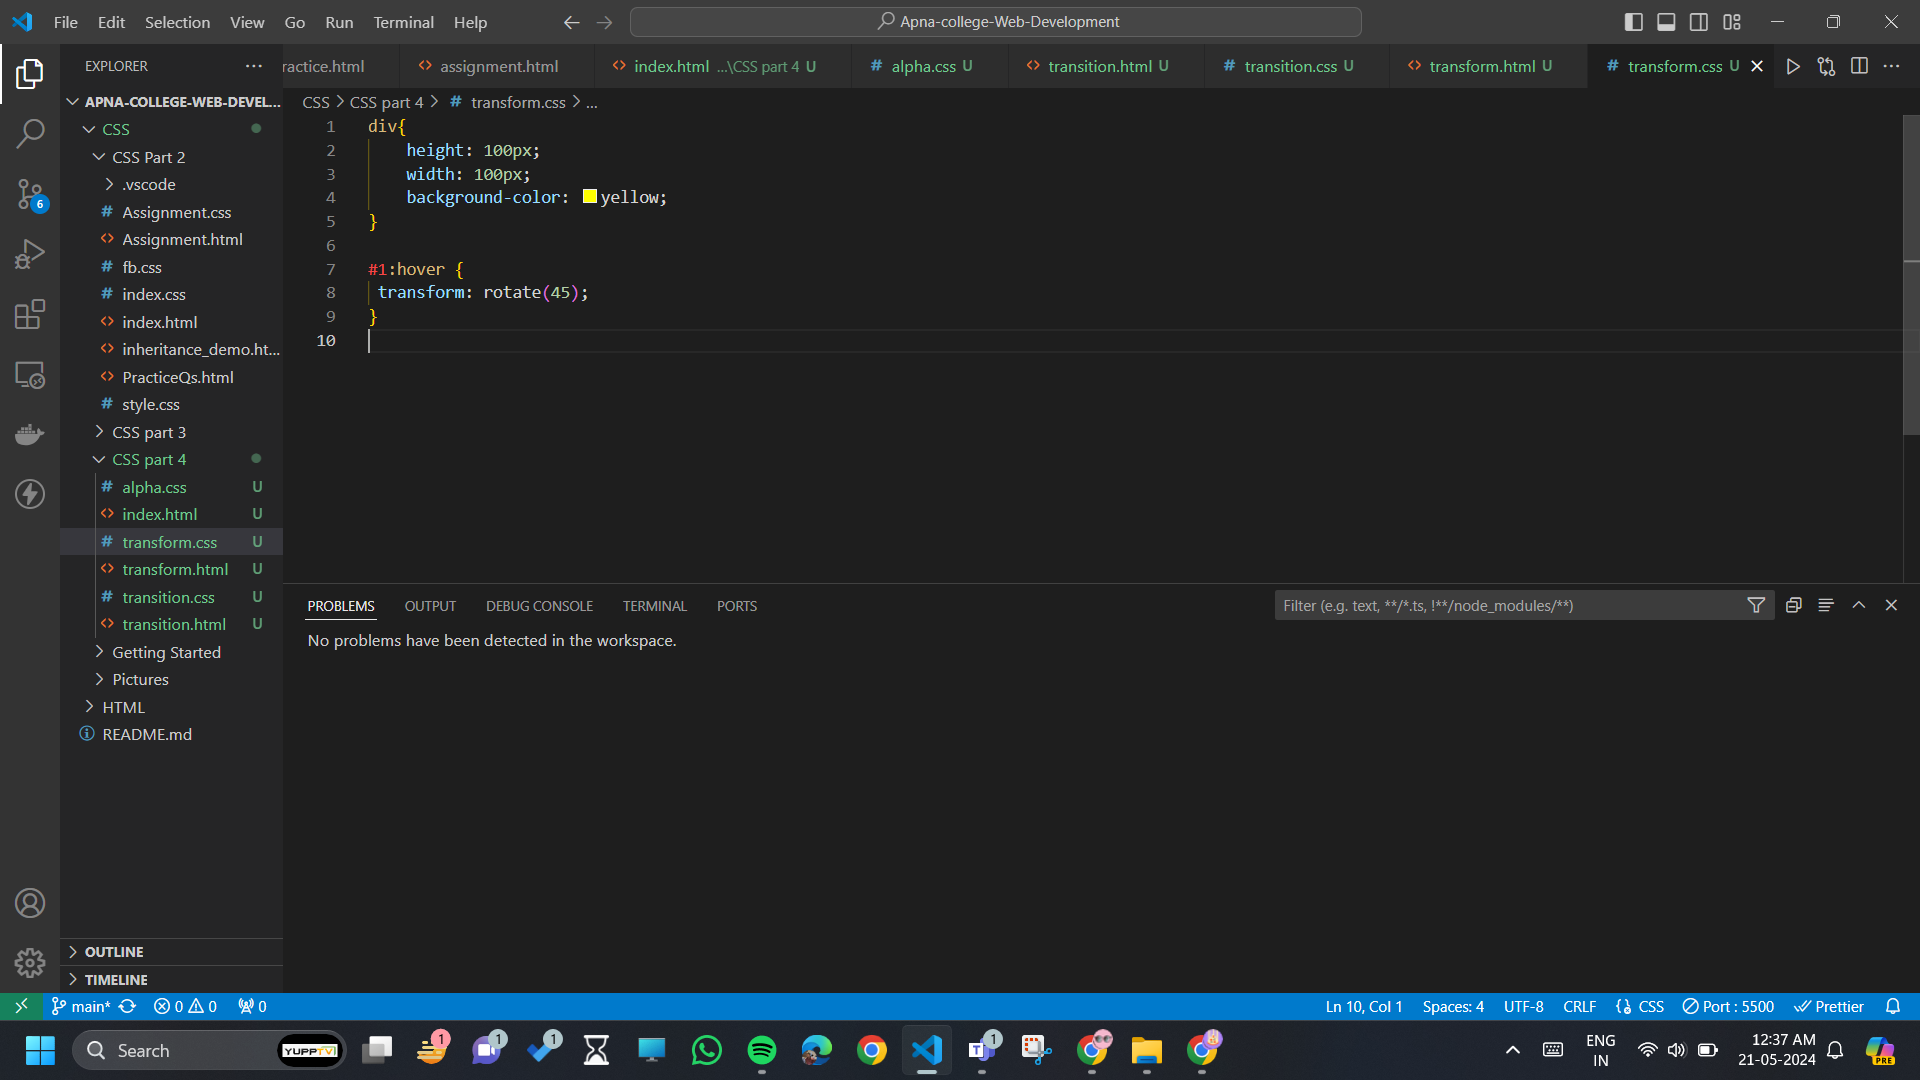 File Edit Selection View Go Run Terminal Help
Apna-college-Web-Development
EXPLORER
ractice.html
assignment.html
index.html ...\CSS part 4 U
alpha.css U
transition.html U
transition.css U
transform.html U
transform.css U
APNA-COLLEGE-WEB-DEVEL...
CSS
CSS Part 2
.vscode
Assignment.css
Assignment.html
fb.css
index.css
index.html
inheritance_demo.ht...
PracticeQs.html
style.css
CSS part 3
CSS part 4
alpha.css U
index.html U
transform.css U
transform.html U
transition.css U
transition.html U
Getting Started
Pictures
HTML
README.md
OUTLINE
TIMELINE
6
CSS > CSS part 4 > # transform.css > ...
1 div{
2 height: 100px;
3 width: 100px;
4 background-color: yellow;
5 }
6
7 #1:hover {
8 transform: rotate(45);
9 }
10
PROBLEMS OUTPUT DEBUG CONSOLE TERMINAL PORTS
Filter (e.g. text, **/*.ts, !**/node_modules/**)
No problems have been detected in the workspace.
main* 0 0 0
Ln 10, Col 1 Spaces: 4 UTF-8 CRLF CSS Port : 5500 Prettier
Search
YUPPTV
1
1
1
1
T
ENG
IN
12:37 AM
21-05-2024
PRE